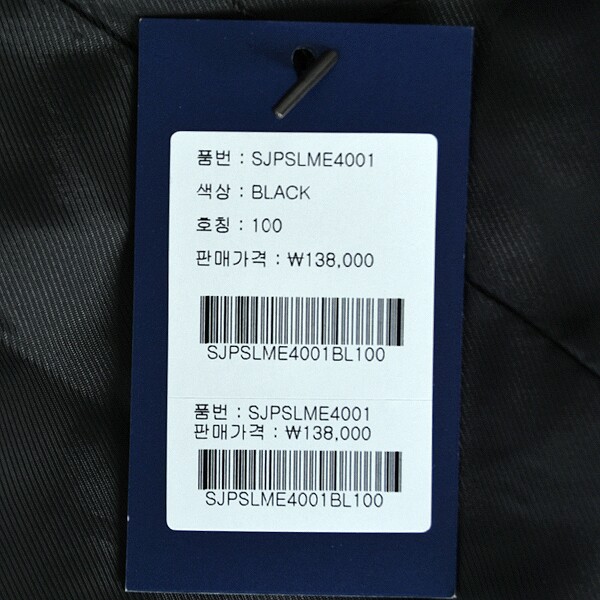 품번 : SJPSLME4001
색상 : BLACK
호칭 : 100
판매가격 : ₩138,000
SJPSLME4001BL100
품번 : SJPSLME4001
판매가격 : ₩138,000
SJPSLME4001BL100